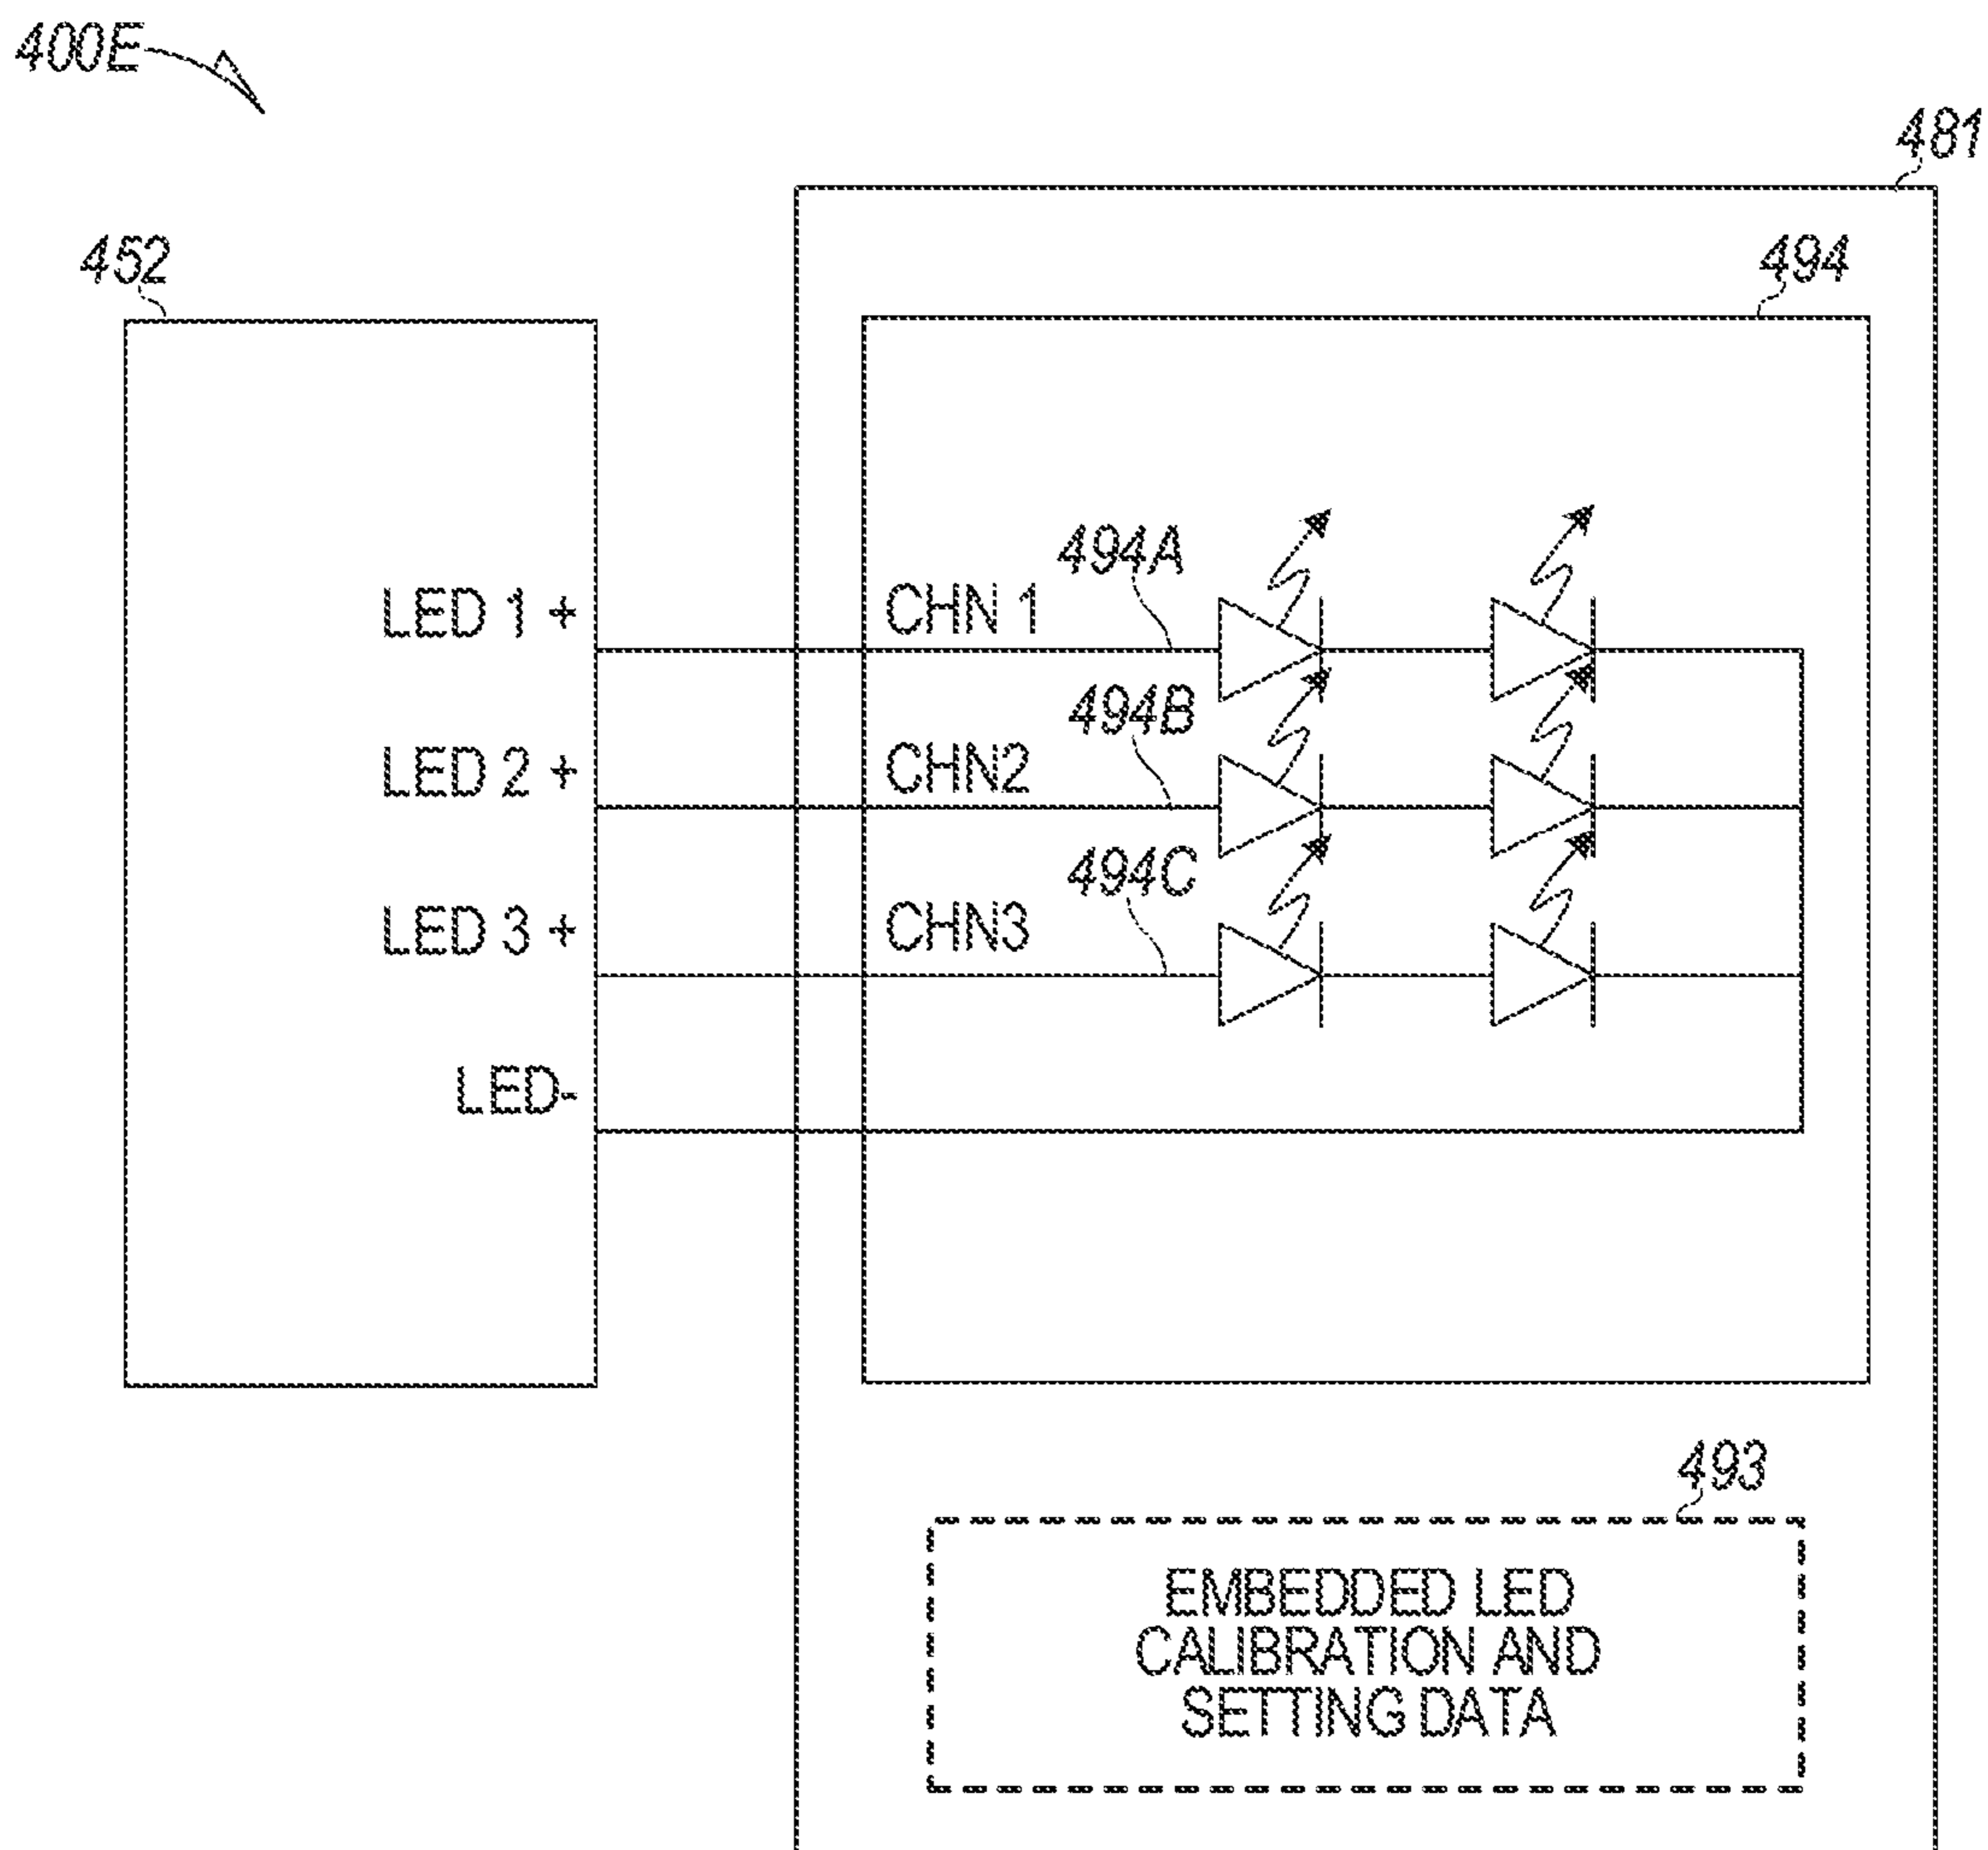 400E
481
452
494
494A
LED 1 +
CHN 1
494B
LED 2 +
CHN2
494C
LED 3 +
CHN3
LED-
493
EMBEDDED LED
CALIBRATION AND
SETTING DATA